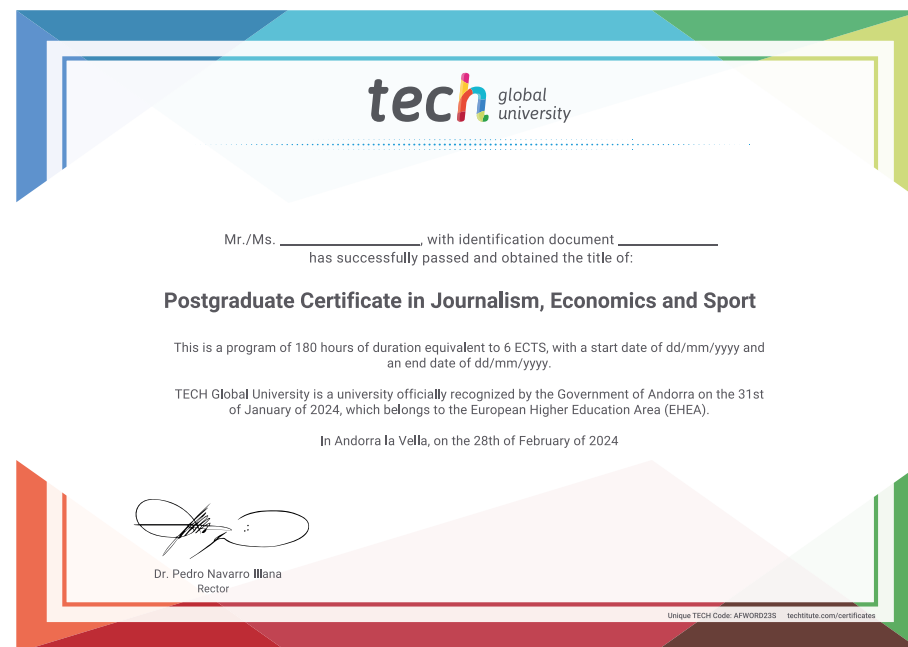 tech global university
Mr./Ms. ____________________, with identification document ______________
has successfully passed and obtained the title of:
Postgraduate Certificate in Journalism, Economics and Sport
This is a program of 180 hours of duration equivalent to 6 ECTS, with a start date of dd/mm/yyyy and
an end date of dd/mm/yyyy.
TECH Global University is a university officially recognized by the Government of Andorra on the 31st
of January of 2024, which belongs to the European Higher Education Area (EHEA).
In Andorra la Vella, on the 28th of February of 2024
Dr. Pedro Navarro Illana
Rector
Unique TECH Code: AFWORD23S techtitute.com/certificates